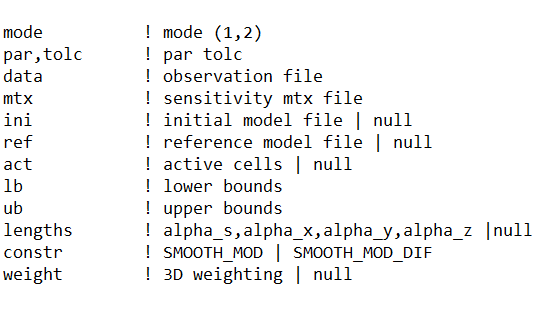 mode ! mode (1,2)
par,tolc ! par tolc
data ! observation file
mtx ! sensitivity mtx file
ini ! initial model file | null
ref ! reference model file | null
act ! active cells | null
lb ! lower bounds
ub ! upper bounds
lengths ! alpha_s,alpha_x,alpha_y,alpha_z |null
constr ! SMOOTH_MOD | SMOOTH_MOD_DIF
weight ! 3D weighting | null